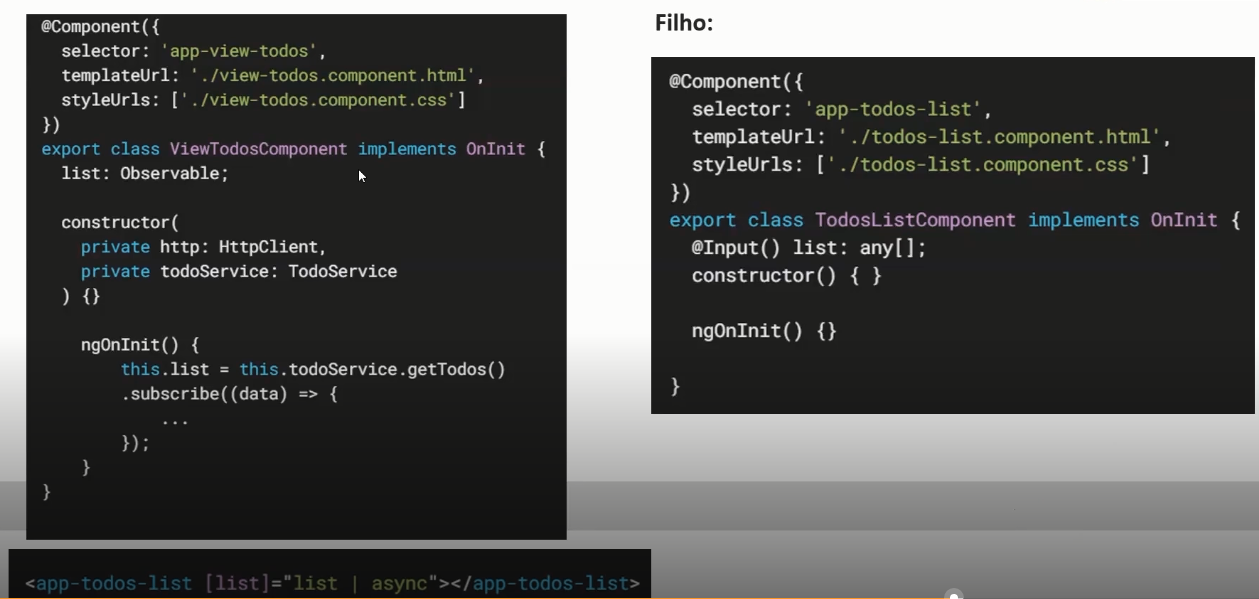 @Component({
  selector: 'app-view-todos',
  templateUrl: './view-todos.component.html',
  styleUrls: ['./view-todos.component.css']
})
export class ViewTodosComponent implements OnInit {
  list: Observable;
  constructor(
    private http: HttpClient,
    private todoService: TodoService
  ) {}
    ngOnInit() {
        this.list = this.todoService.getTodos()
        .subscribe((data) => {
            ...
        });
    }
}
<app-todos-list [list]="list | async"></app-todos-list>
Filho:
@Component({
  selector: 'app-todos-list',
  templateUrl: './todos-list.component.html',
  styleUrls: ['./todos-list.component.css']
})
export class TodosListComponent implements OnInit {
  @Input() list: any[];
  constructor() { }
  ngOnInit() {}
}